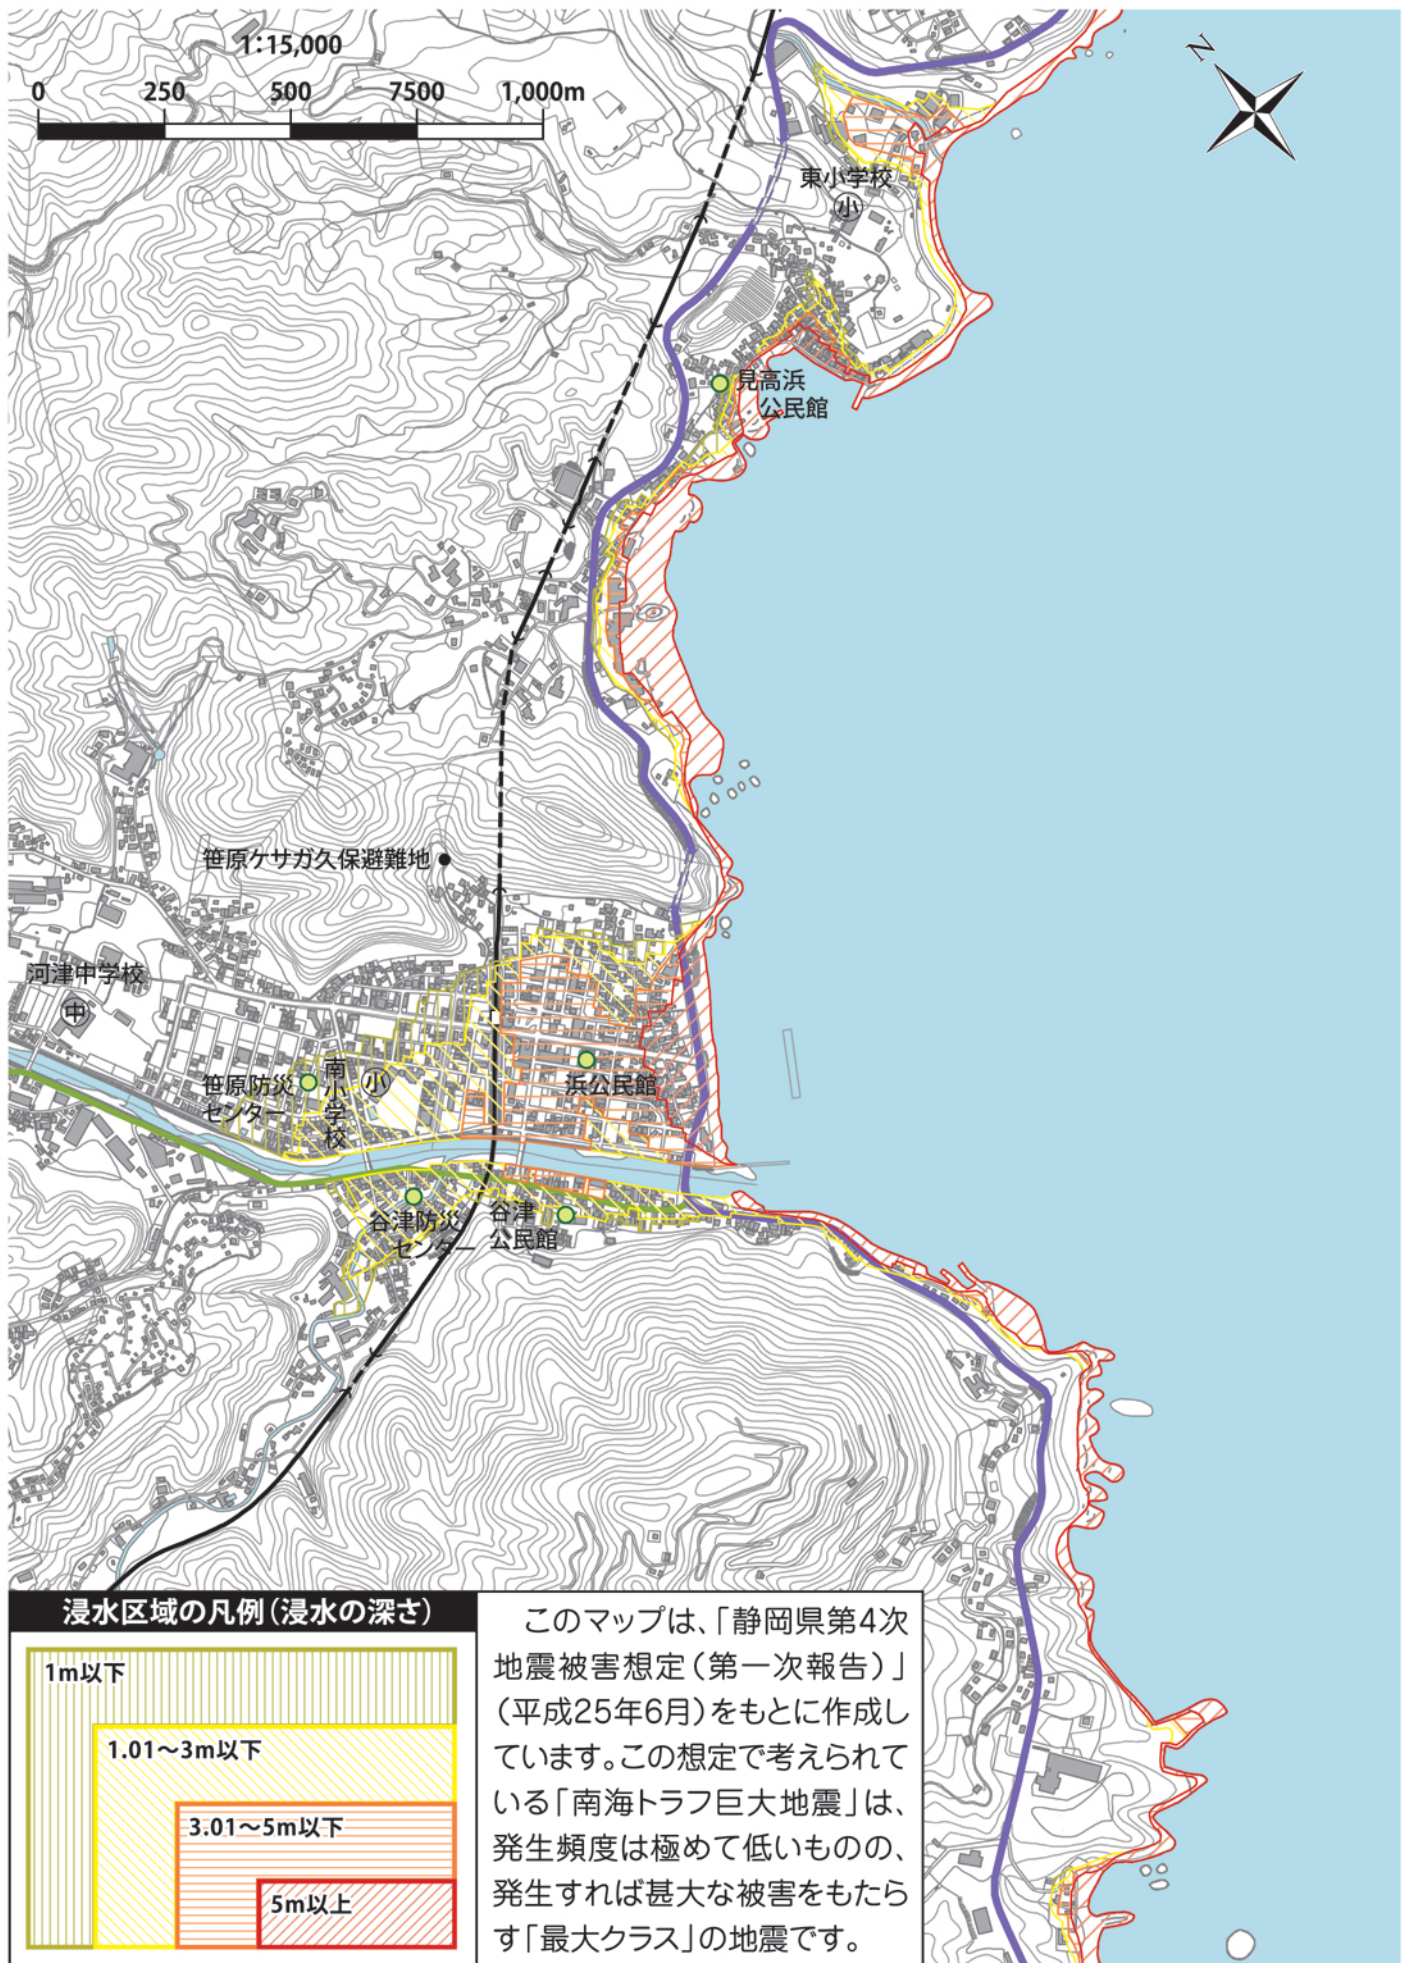 1:15,000
0 250 500 7500 1,000m
N
東小学校
小
見高浜
公民館
笹原ケサガ久保避難地
河津中学校
中
笹原防災
センター
南小学校
小
浜公民館
谷津防災
センター
谷津
公民館
浸水区域の凡例(浸水の深さ)
1m以下
1.01〜3m以下
3.01〜5m以下
5m以上
このマップは、「静岡県第4次
地震被害想定(第一次報告)」
(平成25年6月)をもとに作成し
ています。この想定で考えられて
いる「南海トラフ巨大地震」は、
発生頻度は極めて低いものの、
発生すれば甚大な被害をもたら
す「最大クラス」の地震です。